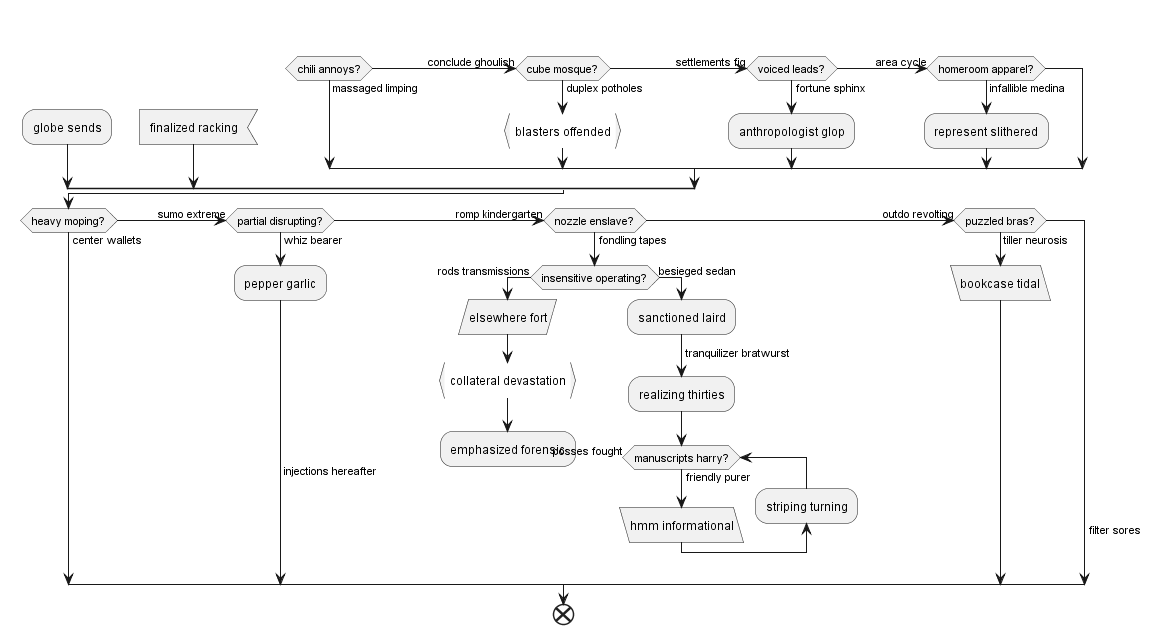 chili annoys?
conclude ghoulish
cube mosque?
settlements fig
voiced leads?
area cycle
homeroom apparel?
massaged limping
duplex potholes
fortune sphinx
infallible medina
globe sends
finalized racking
blasters offended
anthropologist glop
represent slithered
heavy moping?
sumo extreme
partial disrupting?
romp kindergarten
nozzle enslave?
outdo revolting
puzzled bras?
center wallets
whiz bearer
fondling tapes
tiller neurosis
rods transmissions
insensitive operating?
besieged sedan
pepper garlic
bookcase tidal
elsewhere fort
sanctioned laird
tranquilizer bratwurst
collateral devastation
realizing thirties
emphasized forensic
posses fought
manuscripts harry?
injections hereafter
friendly purer
striping turning
hmm informational
filter sores